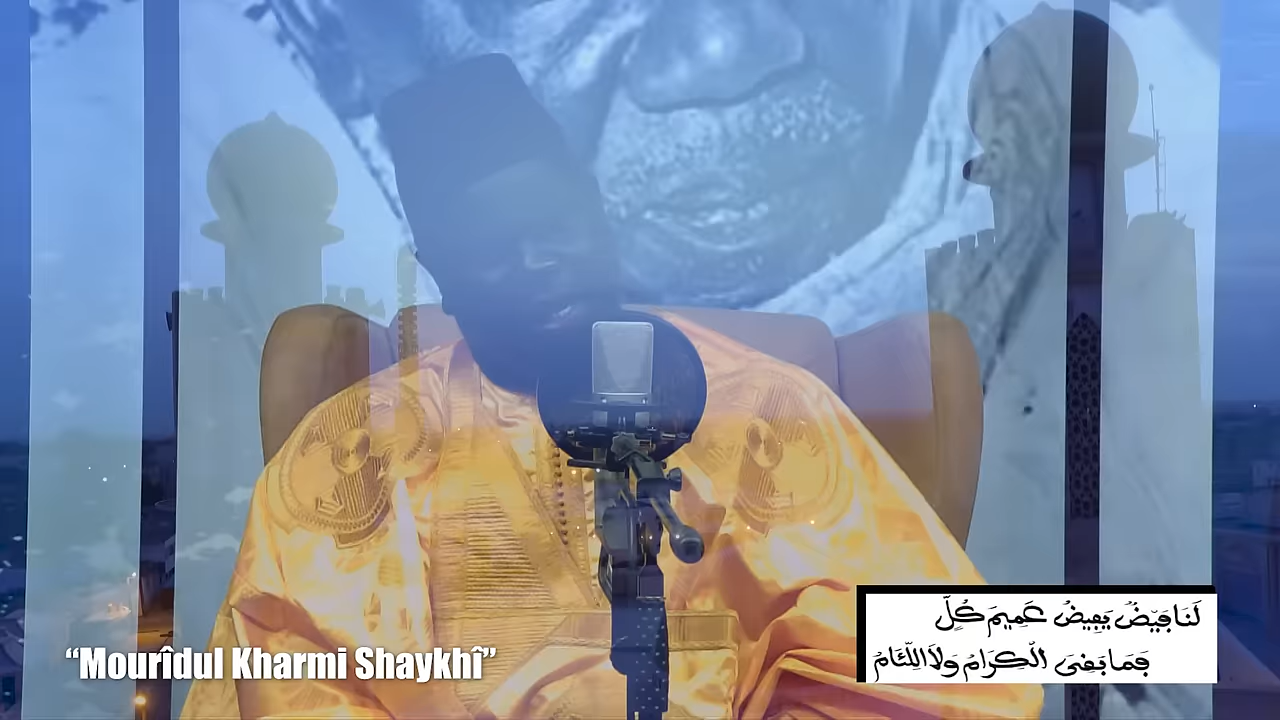 لَنَا فَيْضٌ يَفِيضُ عَمِيمَ كُلِّ
فَمَا بَقِىَ الْكِرَامُ وَلَا اللِّئَامُ
“Mourîdul Kharmi Shaykhî”